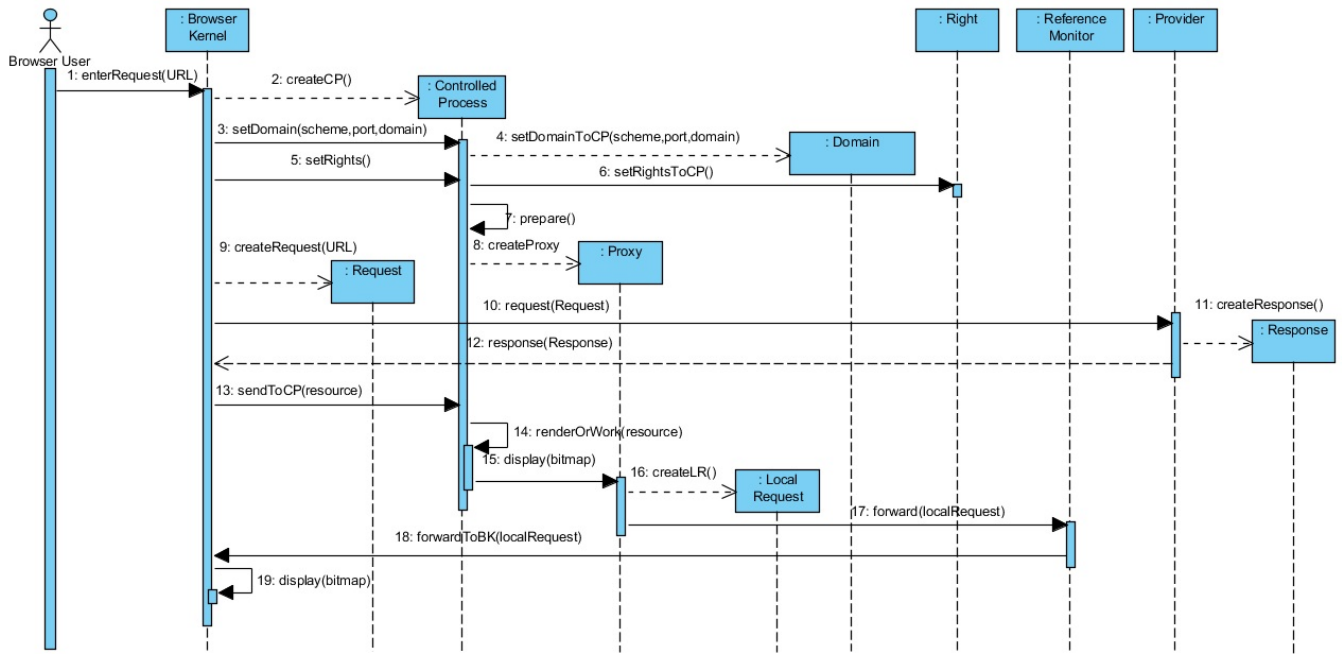 : Browser
Kernel
: Right
: Reference
Monitor
: Provider
Browser User
1: enterRequest(URL)
2: createCP()
: Controlled
Process
3: setDomain(scheme,port,domain)
4: setDomainToCP(scheme,port,domain)
: Domain
5: setRights()
6: setRightsToCP()
7: prepare()
9: createRequest(URL)
8: createProxy
: Proxy
: Request
10: request(Request)
11: createResponse()
: Response
12: response(Response)
13: sendToCP(resource)
14: renderOrWork(resource)
15: display(bitmap)
16: createLR()
: Local
Request
17: forward(localRequest)
18: forwardToBK(localRequest)
19: display(bitmap)